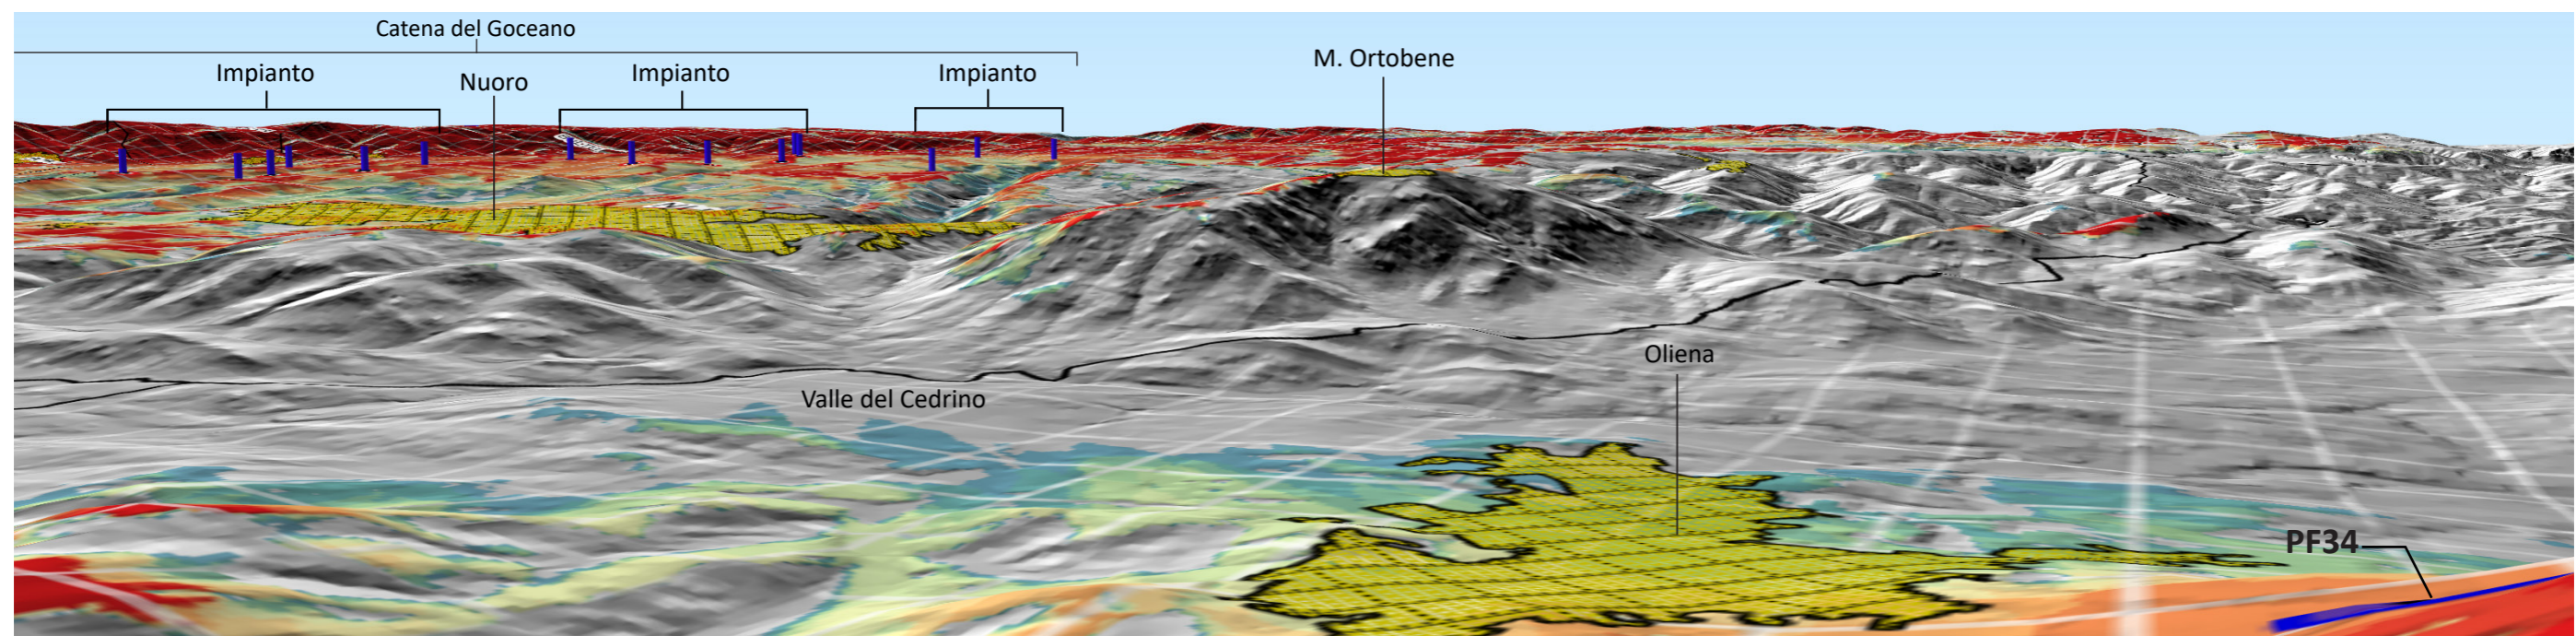 Catena del Goceano
Impianto
Nuoro
Impianto
Impianto
M. Ortobene
Oliena
Valle del Cedrino
PF34